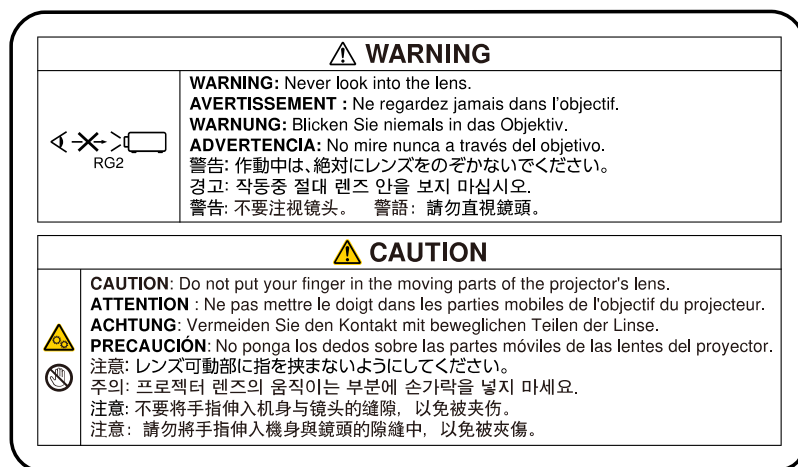 WARNING
RG2
WARNING: Never look into the lens.
AVERTISSEMENT : Ne regardez jamais dans l'objectif.
WARNUNG: Blicken Sie niemals in das Objektiv.
ADVERTENCIA: No mire nunca a través del objetivo.
警告: 作動中は、絶対にレンズをのぞかないでください。
경고: 작동중 절대 렌즈 안을 보지 마십시오.
警告: 不要注视镜头。 警語: 請勿直視鏡頭。
CAUTION
CAUTION: Do not put your finger in the moving parts of the projector's lens.
ATTENTION : Ne pas mettre le doigt dans les parties mobiles de l'objectif du projecteur.
ACHTUNG: Vermeiden Sie den Kontakt mit beweglichen Teilen der Linse.
PRECAUCIÓN: No ponga los dedos sobre las partes móviles de las lentes del proyector.
注意: レンズ可動部に指を挟まないようにしてください。
주의: 프로젝터 렌즈의 움직이는 부분에 손가락을 넣지 마세요.
注意: 不要将手指伸入机身与镜头的缝隙, 以免被夹伤。
注意: 請勿將手指伸入機身與鏡頭的隙縫中, 以免被夾傷。